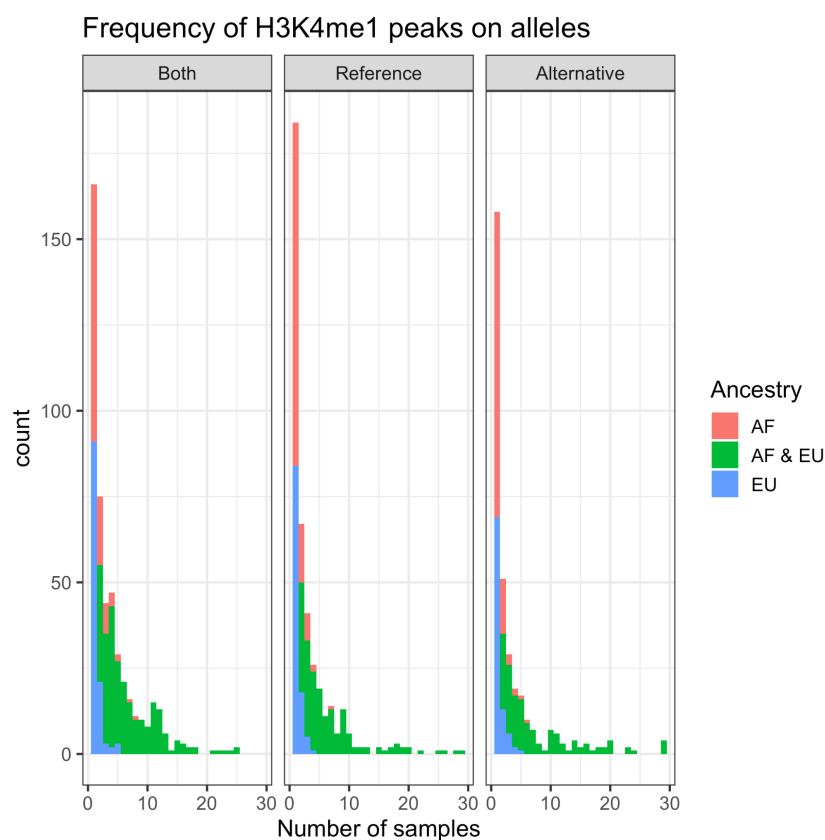 Frequency of H3K4me1 peaks on alleles
Both
Reference
Alternative
150
100
50
0
count
0 10 20 30
0 10 20 30
0 10 20 30
Number of samples
Ancestry
AF
AF & EU
EU